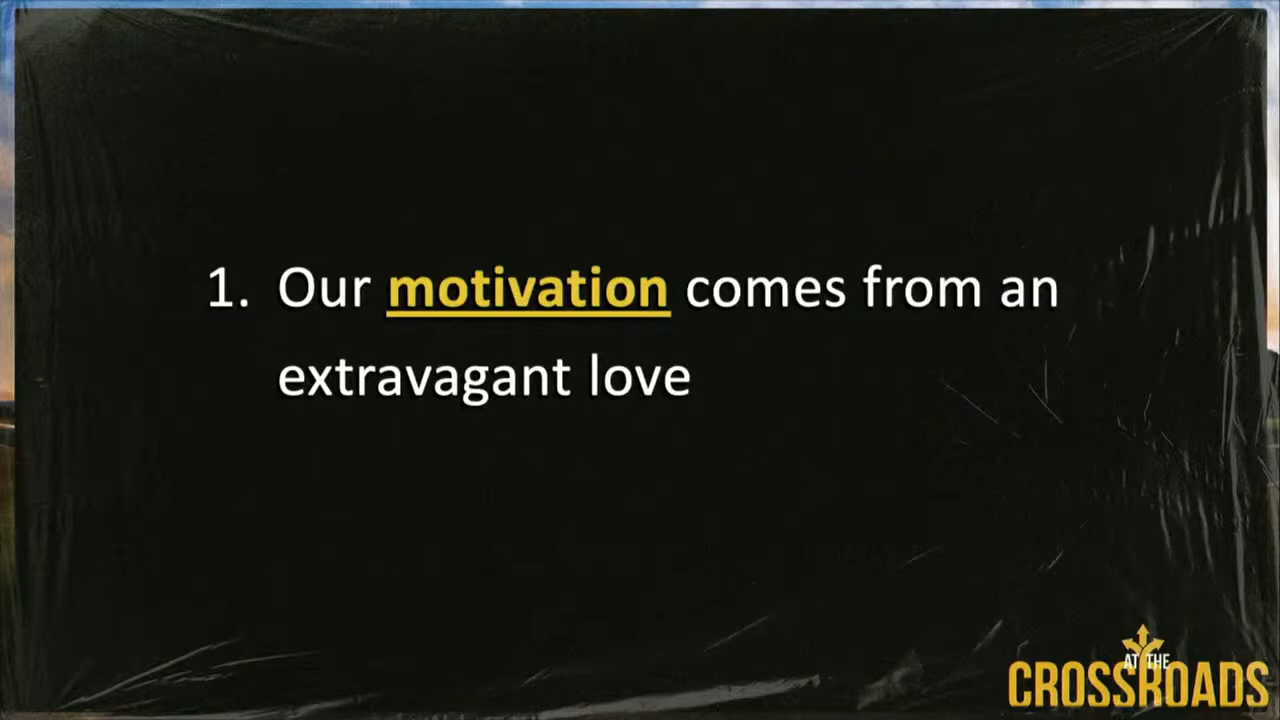 1. Our motivation comes from an
extravagant love
AT THE
CROSSROADS